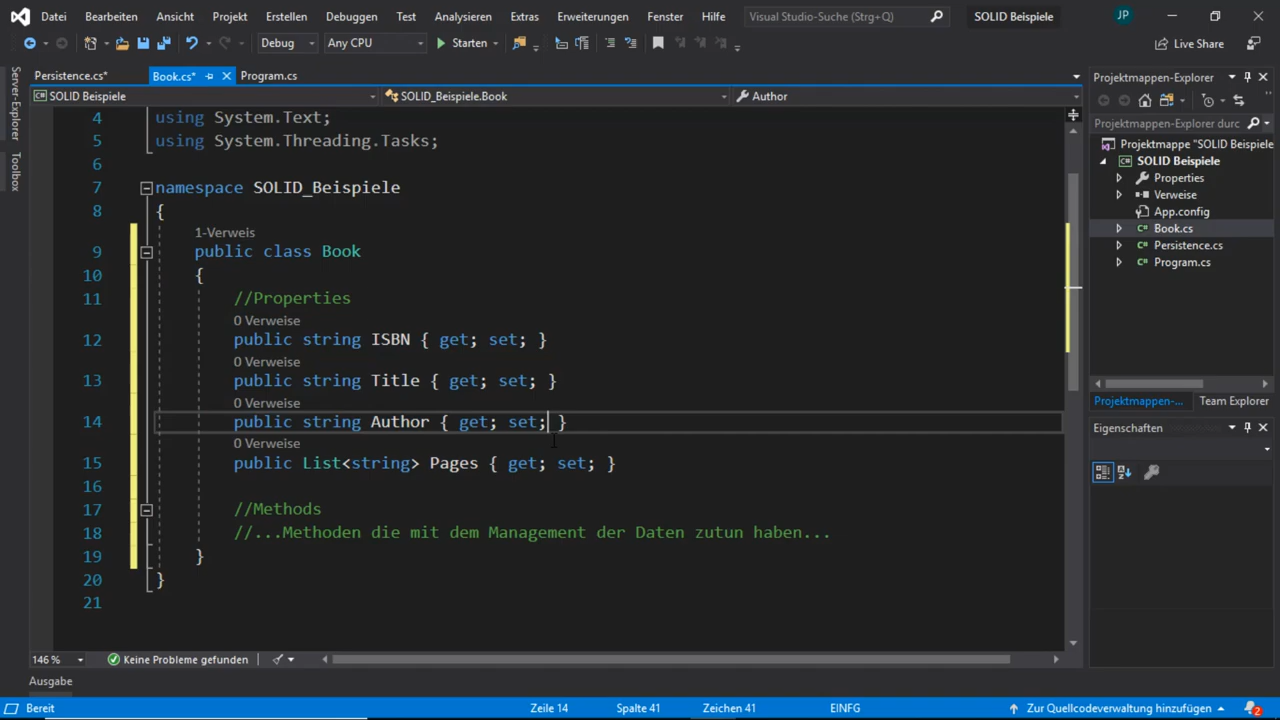 Datei Bearbeiten Ansicht Projekt Erstellen Debuggen Test Analysieren Extras Erweiterungen Fenster Hilfe Visual Studio-Suche (Strg+Q) SOLID Beispiele JP
Debug Any CPU Starten Live Share
Server-Explorer
Toolbox
Persistence.cs* Book.cs* Program.cs
SOLID Beispiele SOLID_Beispiele.Book Author
4 using System.Text;
5 using System.Threading.Tasks;
6
7 namespace SOLID_Beispiele
8 {
1-Verweis
9 public class Book
10 {
11 //Properties
0 Verweise
12 public string ISBN { get; set; }
0 Verweise
13 public string Title { get; set; }
0 Verweise
14 public string Author { get; set; }
0 Verweise
15 public List<string> Pages { get; set; }
16
17 //Methods
18 //...Methoden die mit dem Management der Daten zutun haben...
19 }
20 }
21
146 % Keine Probleme gefunden
Ausgabe
Projektmappen-Explorer
Projektmappen-Explorer durc
Projektmappe "SOLID Beispiele
SOLID Beispiele
Properties
Verweise
App.config
Book.cs
Persistence.cs
Program.cs
Projektmappen-... Team Explorer
Eigenschaften
Bereit Zeile 14 Spalte 41 Zeichen 41 EINFG Zur Quellcodeverwaltung hinzufügen 2